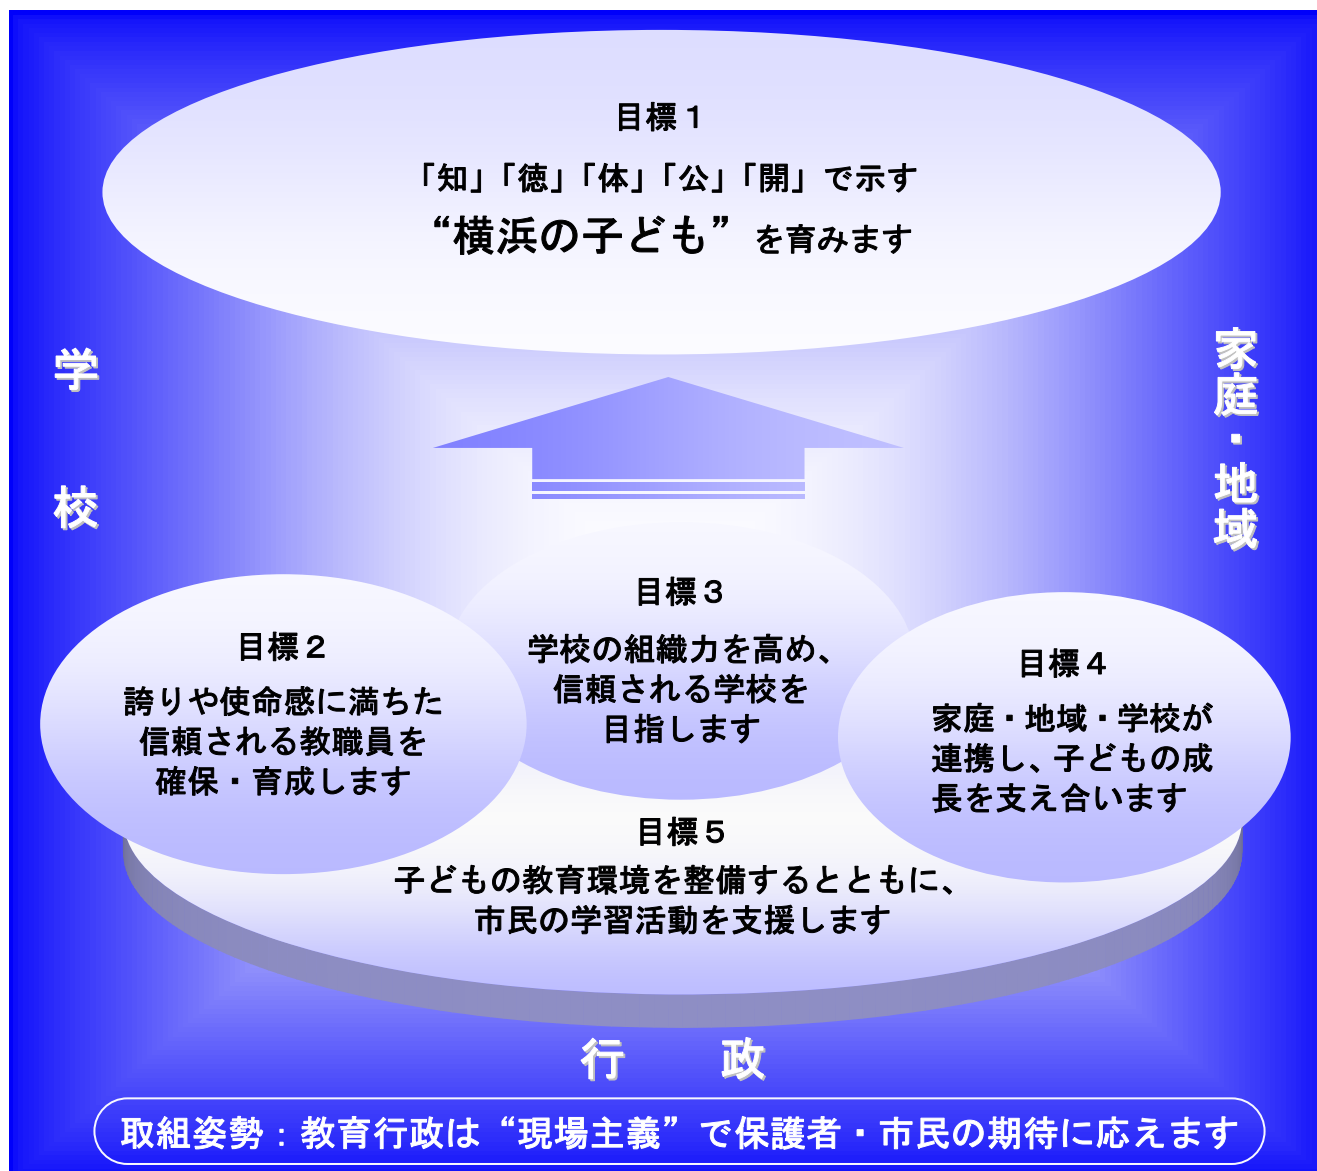 目標１
「知」「徳」「体」「公」「開」で示す
“横浜の子ども” を育みます
学校
家庭・地域
目標２
誇りや使命感に満ちた
信頼される教職員を
確保・育成します
目標３
学校の組織力を高め、
信頼される学校を
目指します
目標４
家庭・地域・学校が
連携し、子どもの成
長を支え合います
目標５
子どもの教育環境を整備するとともに、
市民の学習活動を支援します
行政
取組姿勢：教育行政は“現場主義”で保護者・市民の期待に応えます